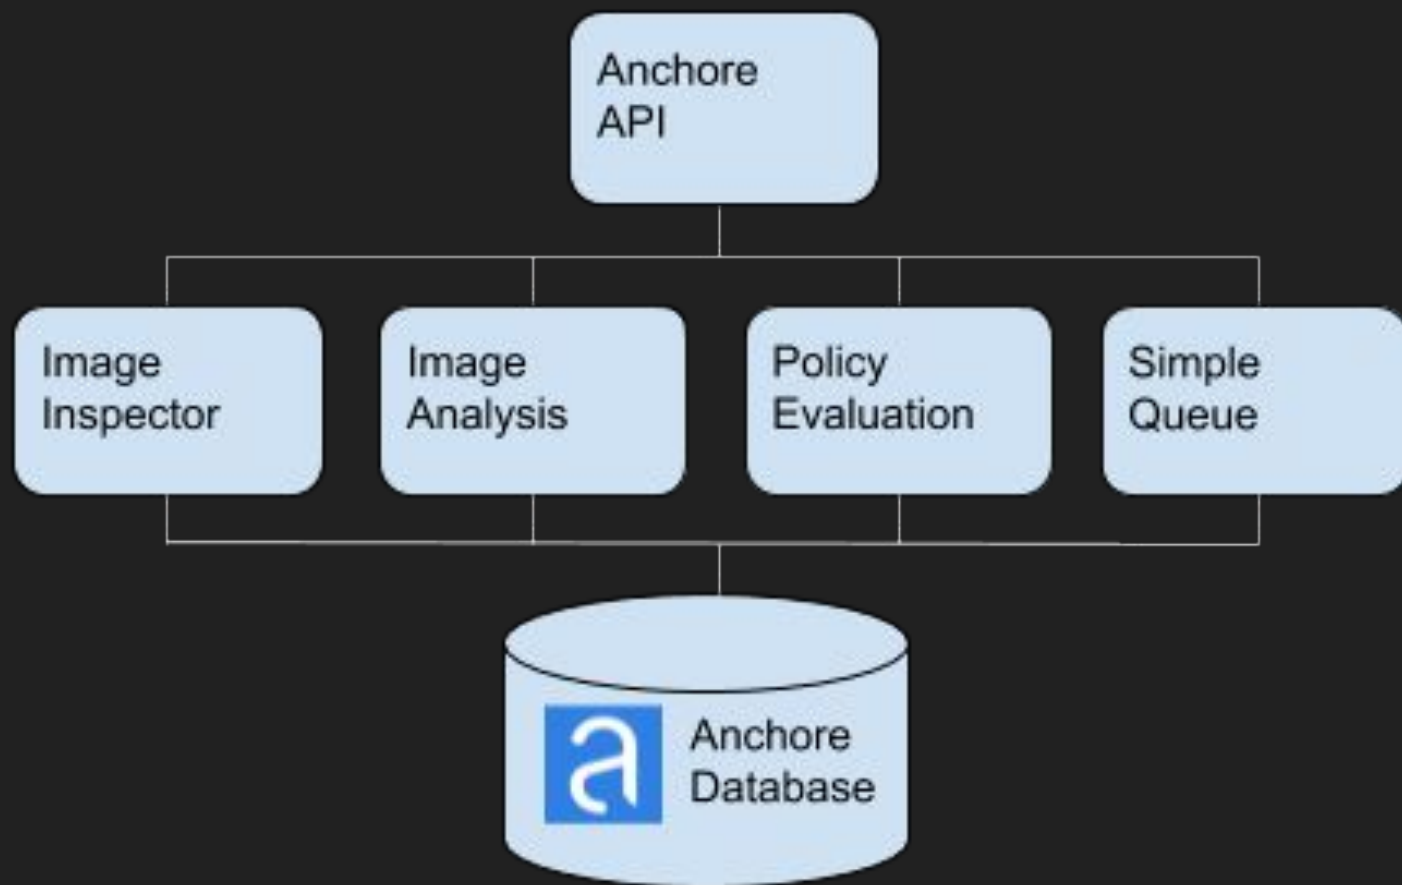 Anchore
API
Image
Inspector
Image
Analysis
Policy
Evaluation
Simple
Queue
a
Anchore
Database